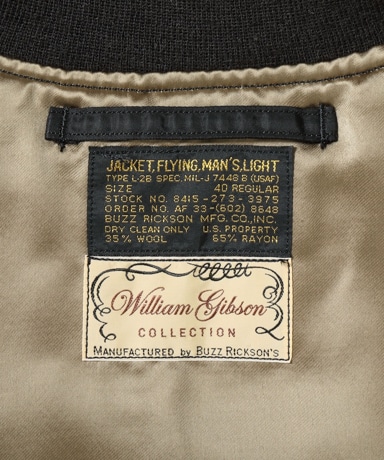 JACKET, FLYING, MAN'S, LIGHT
TYPE L-2B SPEC. MIL-J 7448 B (USAF)
SIZE 40 REGULAR
STOCK NO. 8415-273-3975
ORDER NO. AF 33-(602) 8648
BUZZ RICKSON MFG. CO., INC.
DRY CLEAN ONLY U.S. PROPERTY
35% WOOL 65% RAYON
William Gibson
COLLECTION
MANUFACTURED by BUZZ RICKSON'S